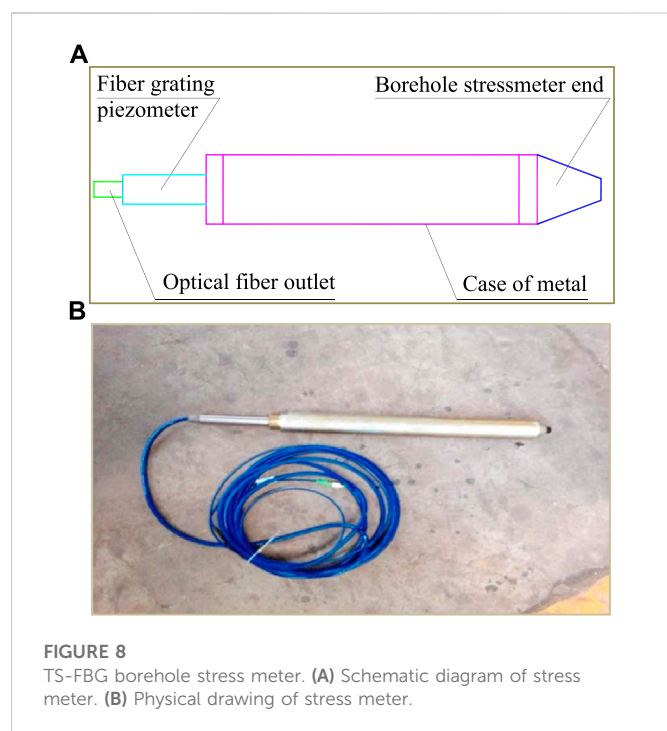 A
Fiber grating
piezometer
Borehole stressmeter end
Optical fiber outlet
Case of metal
B
FIGURE 8
TS-FBG borehole stress meter. (A) Schematic diagram of stress
meter. (B) Physical drawing of stress meter.